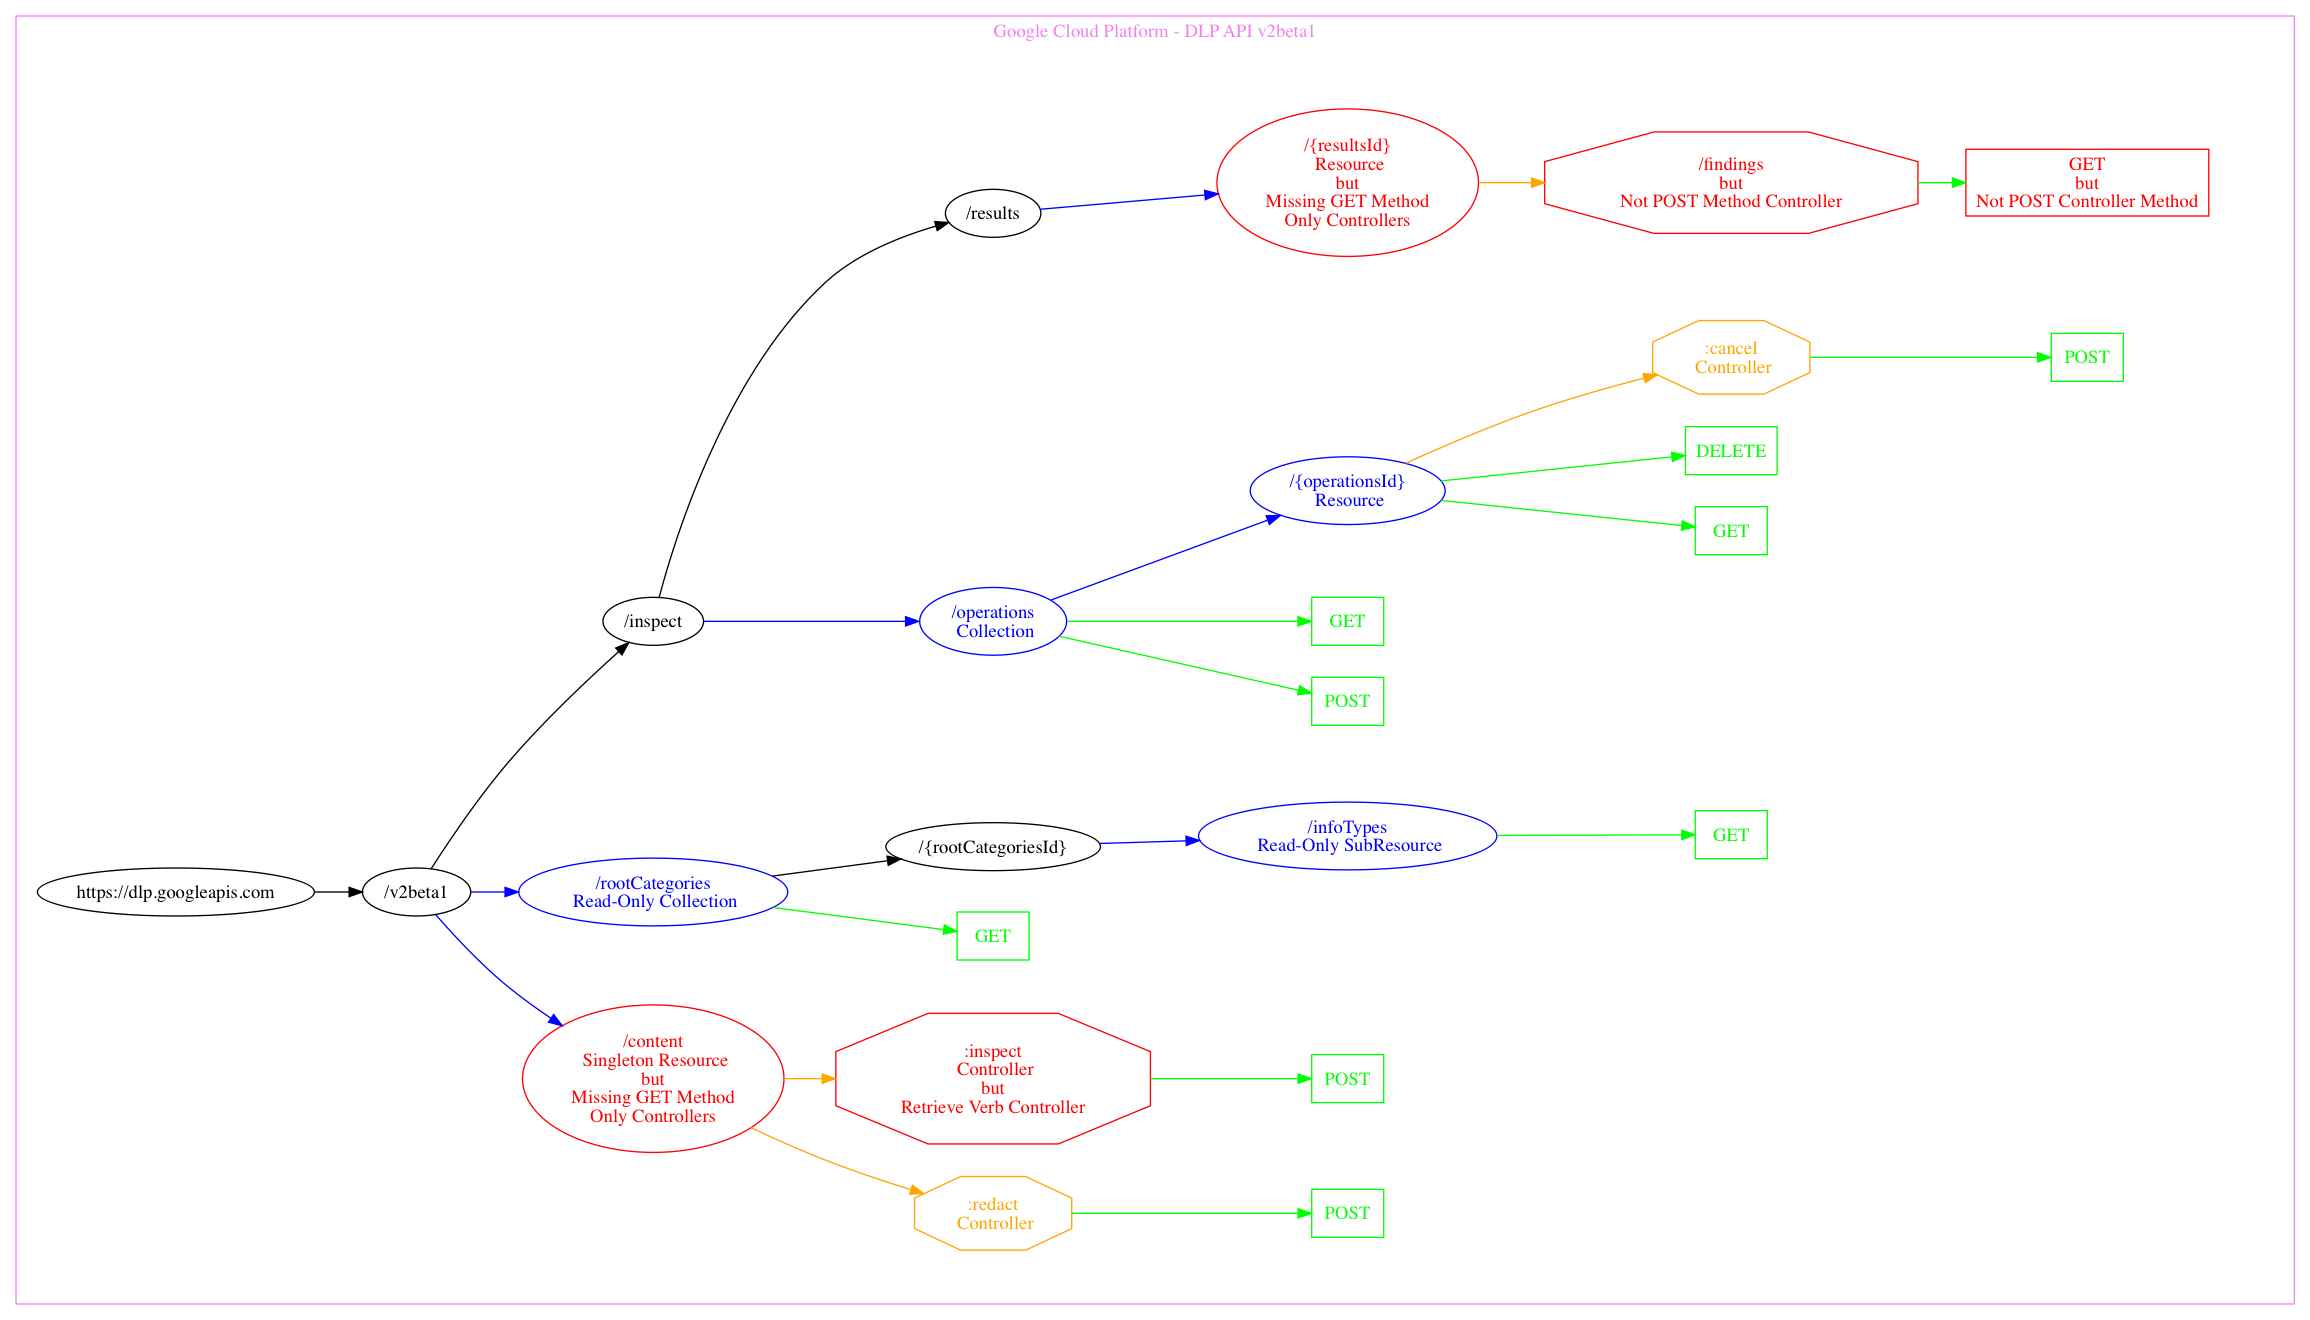 Google Cloud Platform - DLP API v2beta1
/{resultsId}
Resource
but
Missing GET Method
Only Controllers
/findings
but
Not POST Method Controller
GET
but
Not POST Controller Method
/results
:cancel
Controller
POST
DELETE
/{operationsId}
Resource
GET
/inspect
/operations
Collection
GET
POST
/infoTypes
Read-Only SubResource
GET
/{rootCategoriesId}
https://dlp.googleapis.com
/v2beta1
/rootCategories
Read-Only Collection
GET
/content
Singleton Resource
but
Missing GET Method
Only Controllers
:inspect
Controller
but
Retrieve Verb Controller
POST
:redact
Controller
POST